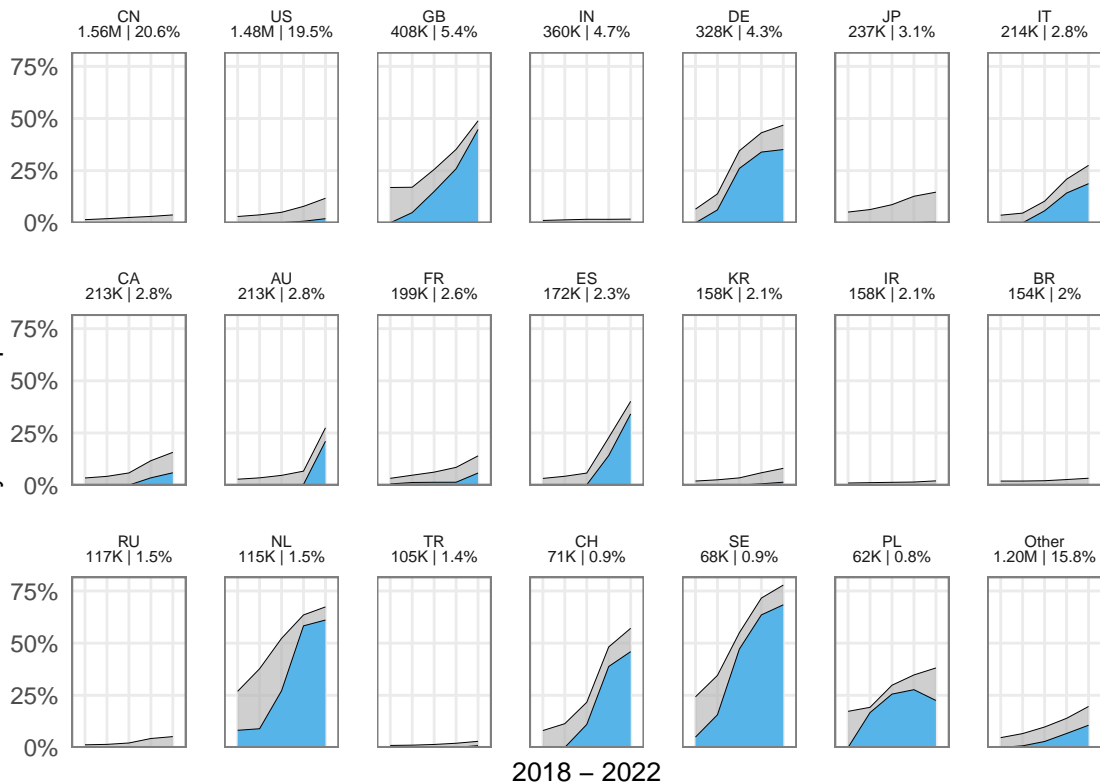 CN US GB IN DE JP IT
1.56M | 20.6% 1.48M | 19.5% 408K | 5.4% 360K | 4.7% 328K | 4.3% 237K | 3.1% 214K | 2.8%
75%
50%
25%
0%
CA AU FR ES KR IR BR
213K | 2.8% 213K | 2.8% 199K | 2.6% 172K | 2.3% 158K | 2.1% 158K | 2.1% 154K | 2%
75%
50%
25%
0%
RU NL TR CH SE PL Other
117K | 1.5% 115K | 1.5% 105K | 1.4% 71K | 0.9% 68K | 0.9% 62K | 0.8% 1.20M | 15.8%
75%
50%
25%
0%
2018 – 2022